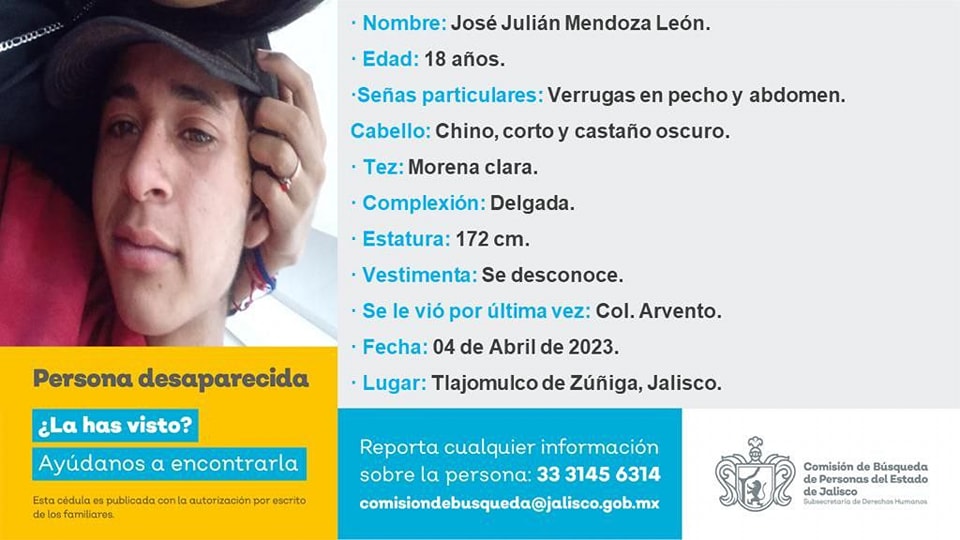 · Nombre: José Julián Mendoza León.
· Edad: 18 años.
·Señas particulares: Verrugas en pecho y abdomen.
Cabello: Chino, corto y castaño oscuro.
· Tez: Morena clara.
· Complexión: Delgada.
· Estatura: 172 cm.
· Vestimenta: Se desconoce.
· Se le vió por última vez: Col. Arvento.
· Fecha: 04 de Abril de 2023.
· Lugar: Tlajomulco de Zúñiga, Jalisco.
Persona desaparecida
¿La has visto?
Ayúdanos a encontrarla
Esta cédula es publicada con la autorización por escrito
de los familiares.
Reporta cualquier información
sobre la persona: 33 3145 6314
comisiondebusqueda@jalisco.gob.mx
Comisión de Búsqueda
de Personas del Estado
de Jalisco
Subsecretaría de Derechos Humanos